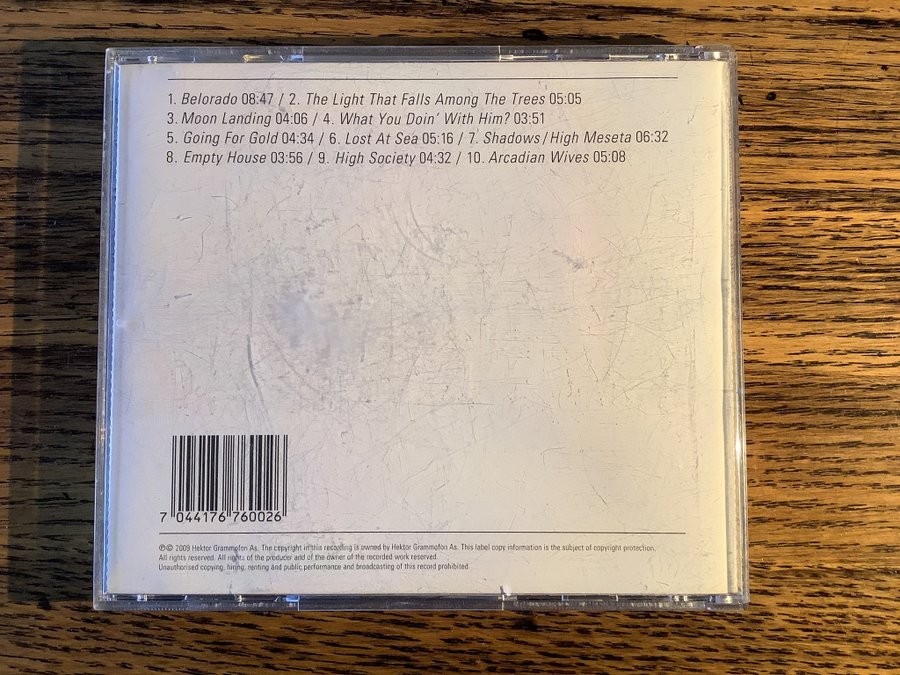 1. Belorado 08:47 / 2. The Light That Falls Among The Trees 05:05
3. Moon Landing 04:06 / 4. What You Doin' With Him? 03:51
5. Going For Gold 04:34 / 6. Lost At Sea 05:16 / 7. Shadows / High Meseta 06:32
8. Empty House 03:56 / 9. High Society 04:32 / 10. Arcadian Wives 05:08
7 044176 760026
℗© 2009 Hektor Grammofon As. The copyright in this recording is owned by Hektor Grammofon As. This label copy information is the subject of copyright protection.
All rights reserved. All rights of the producer and of the owner of the recorded work reserved.
Unauthorised copying, hiring, renting and public performance and broadcasting of this record prohibited